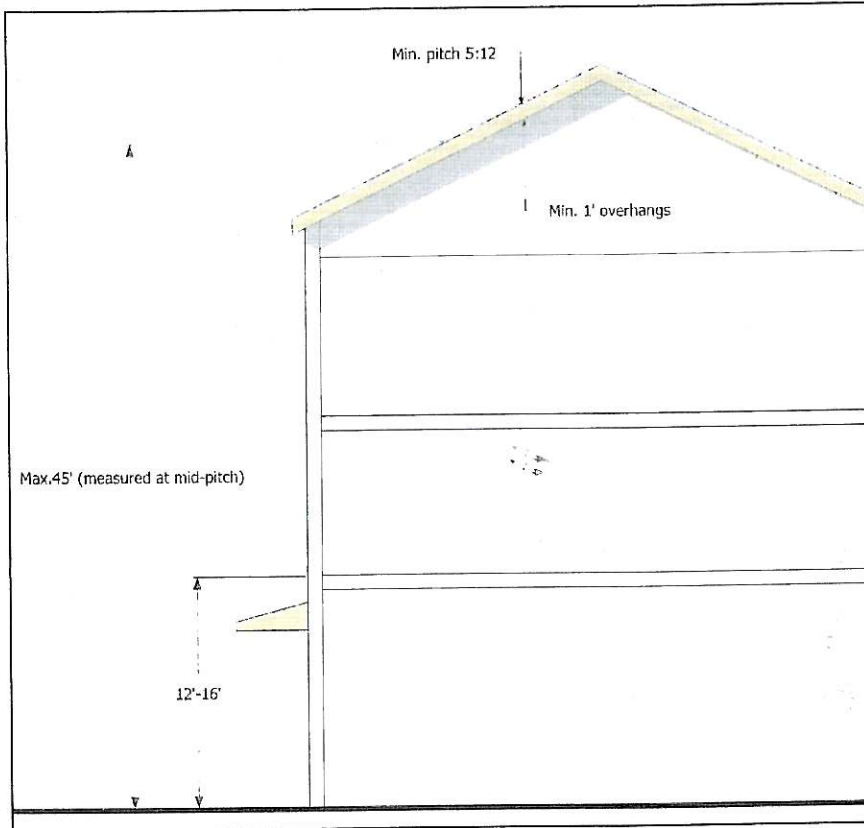 Min. pitch 5:12
Min. 1' overhangs
Max.45' (measured at mid-pitch)
12'-16'